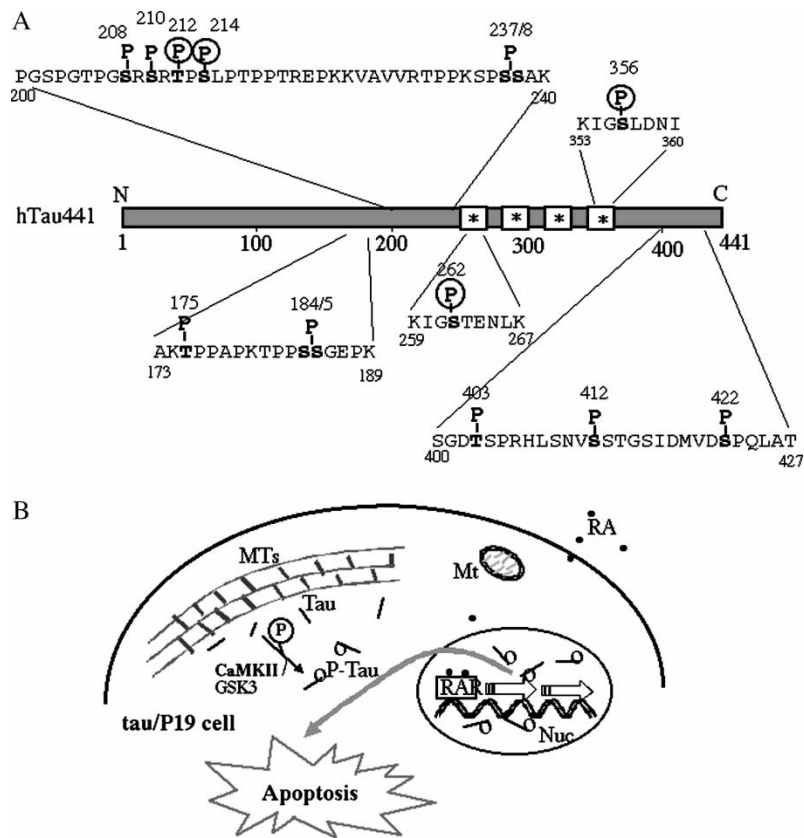 A
208 210 212 214 237/8
P P P P P
PGSPGTPGSRSRTPSLPTPPTREPKKVAVVRTPPKSPSSAK
200 240
356
P
KIGSLDNI
353 360
N C
hTau441 * * * *
1 100 200 300 400 441
262
P
KIGSTENLK
259 267
175 184/5
P P
AKTPPAPKTPPSSGEPK
173 189
403 412 422
P P P
SGDTSPRHLSNVSSTGSIDMVDSPQLAT
400 427
B
RA
MTs
Mt
Tau
P
CaMKII
GSK3
P-Tau
RAR
Nuc
tau/P19 cell
Apoptosis